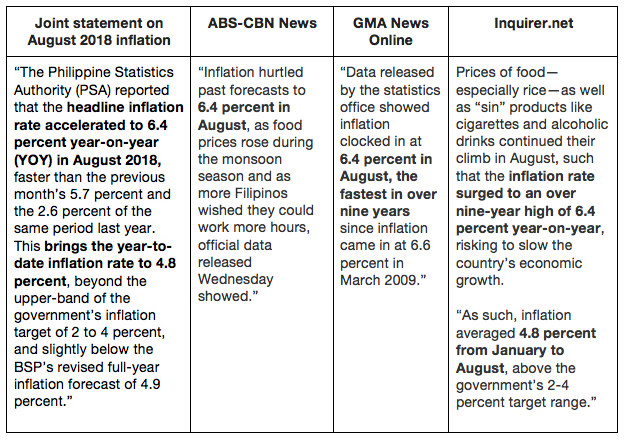 Joint statement on
August 2018 inflation
ABS-CBN News
GMA News
Online
Inquirer.net
“The Philippine Statistics
Authority (PSA) reported
that the headline inflation
rate accelerated to 6.4
percent year-on-year
(YOY) in August 2018,
faster than the previous
month's 5.7 percent and
the 2.6 percent of the
same period last year.
This brings the year-to-
date inflation rate to 4.8
percent, beyond the
upper-band of the
government's inflation
target of 2 to 4 percent,
and slightly below the
BSP's revised full-year
inflation forecast of 4.9
percent.”
“Inflation hurtled
past forecasts to
6.4 percent in
August, as food
prices rose during
the monsoon
season and as
more Filipinos
wished they could
work more hours,
official data
released
Wednesday
showed.”
“Data released
by the statistics
office showed
inflation
clocked in at
6.4 percent in
August, the
fastest in over
nine years
since inflation
came in at 6.6
percent in
March 2009.”
Prices of food—
especially rice—as well
as “sin” products like
cigarettes and alcoholic
drinks continued their
climb in August, such
that the inflation rate
surged to an over
nine-year high of 6.4
percent year-on-year,
risking to slow the
country's economic
growth.
“As such, inflation
averaged 4.8 percent
from January to
August, above the
government's 2-4
percent target range.”